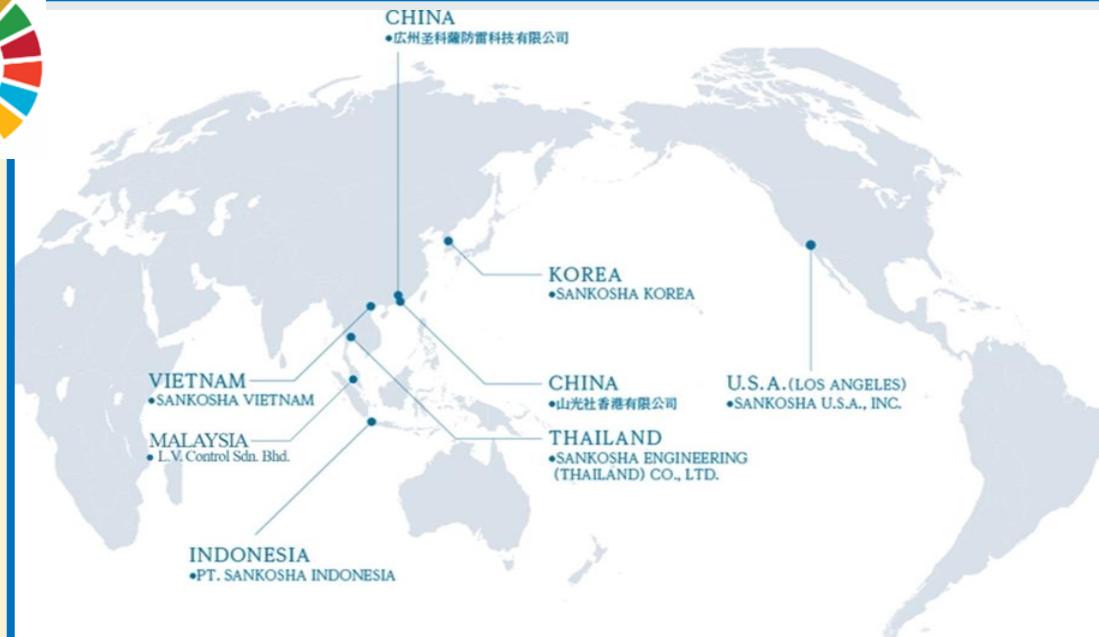 CHINA
●広州圣科薩防雷科技有限公司
KOREA
●SANKOSHA KOREA
VIETNAM
●SANKOSHA VIETNAM
CHINA
●山光社香港有限公司
U.S.A.(LOS ANGELES)
●SANKOSHA U.S.A., INC.
MALAYSIA
● L.V. Control Sdn. Bhd.
THAILAND
●SANKOSHA ENGINEERING
(THAILAND) CO., LTD.
INDONESIA
●PT. SANKOSHA INDONESIA